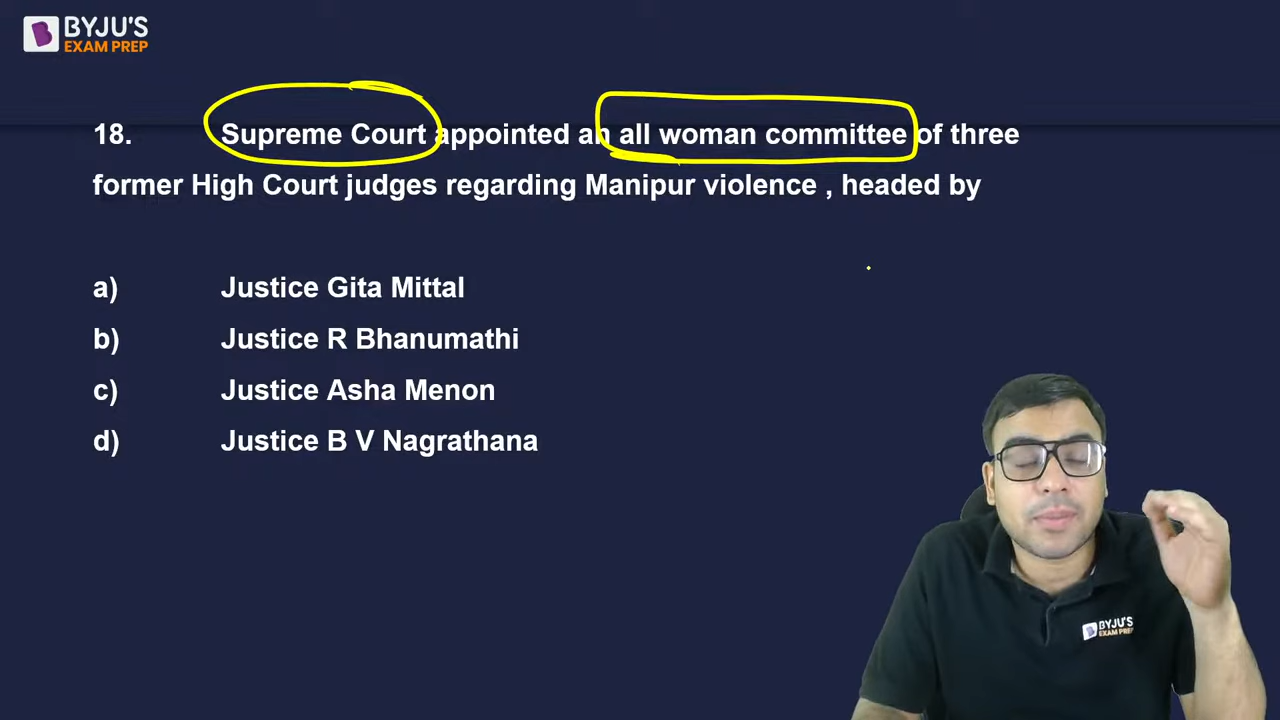 BYJU'S
EXAM PREP
18. Supreme Court appointed an all woman committee of three
former High Court judges regarding Manipur violence , headed by
a) Justice Gita Mittal
b) Justice R Bhanumathi
c) Justice Asha Menon
d) Justice B V Nagrathana
BYJU'S
EXAM PREP